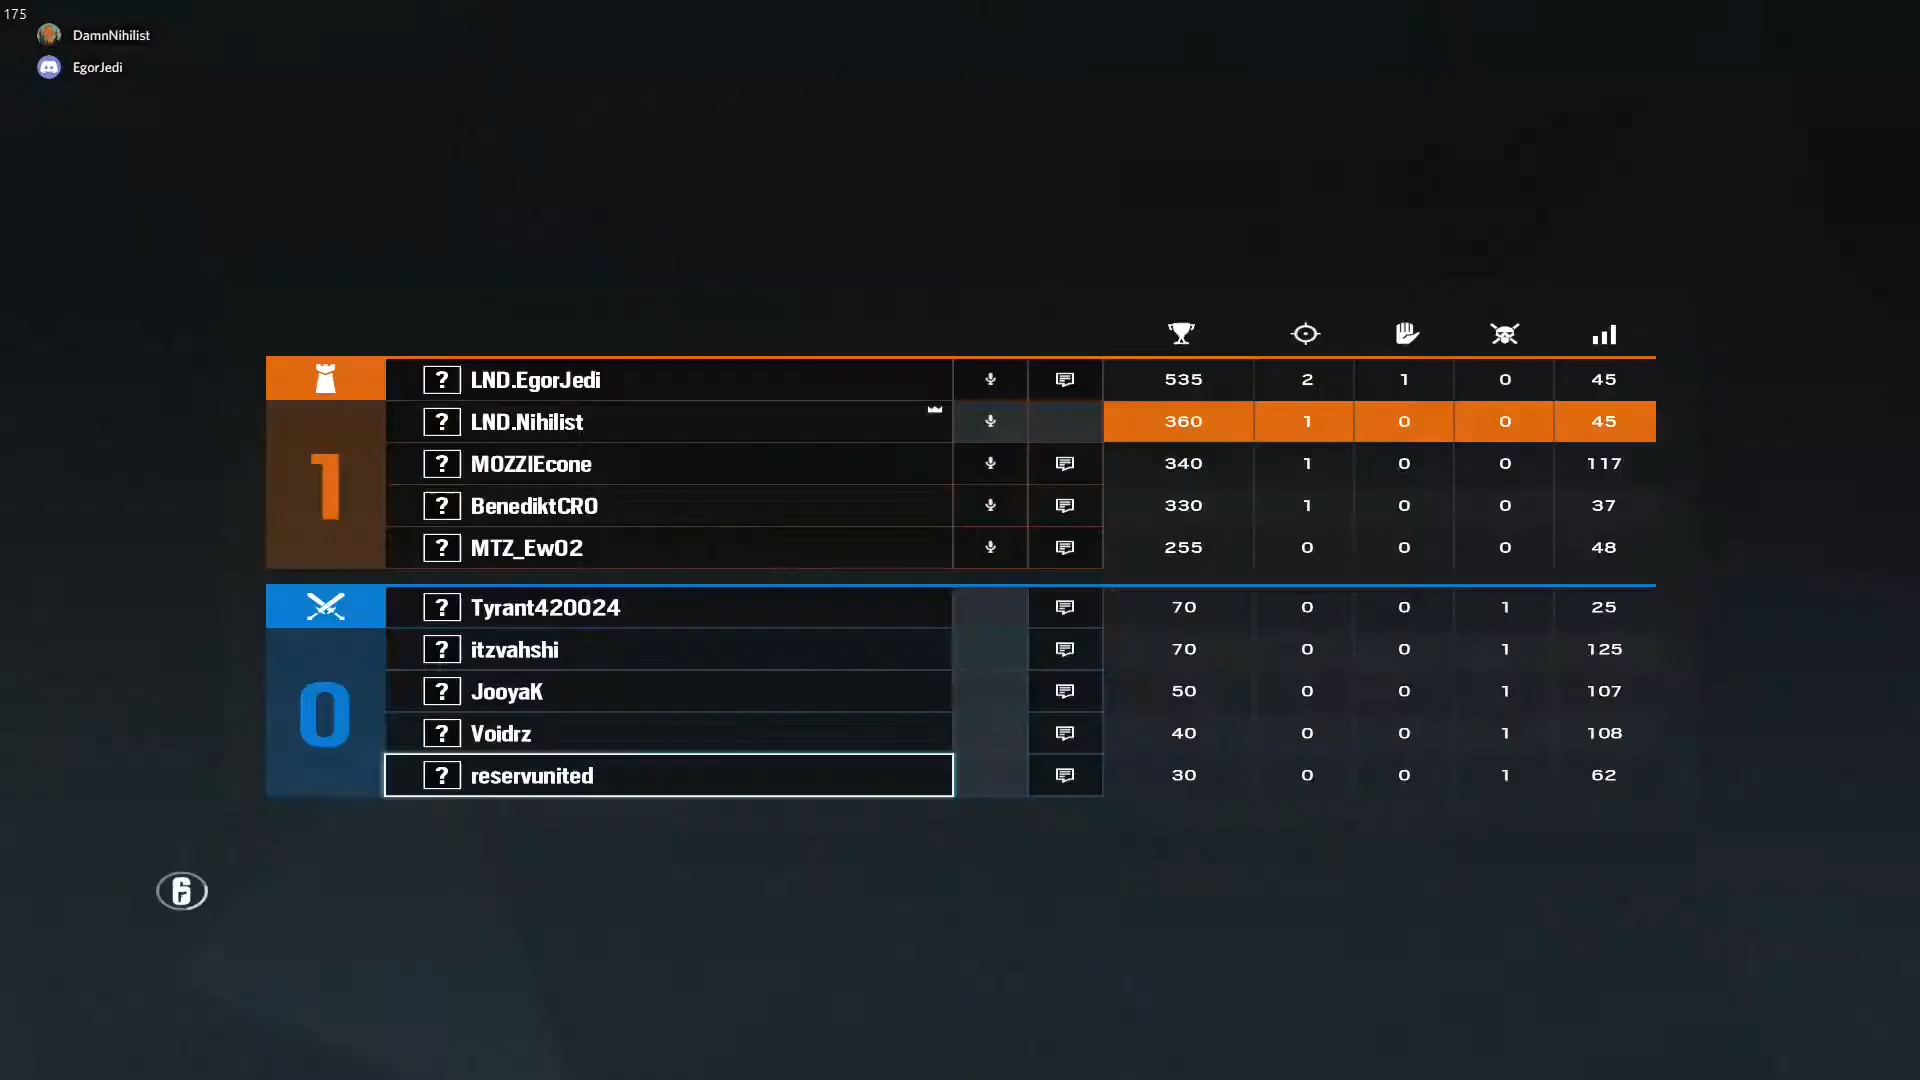 175
DamnNihilist
EgorJedi
? LND.EgorJedi 535 2 1 0 45
? LND.Nihilist 360 1 0 0 45
1
? MOZZIEcone 340 1 0 0 117
? BenediktCRO 330 1 0 0 37
? MTZ_Ew02 255 0 0 0 48
? Tyrant420024 70 0 0 1 25
? itzvahshi 70 0 0 1 125
0
? JooyaK 50 0 0 1 107
? Voidrz 40 0 0 1 108
? reservunited 30 0 0 1 62
6